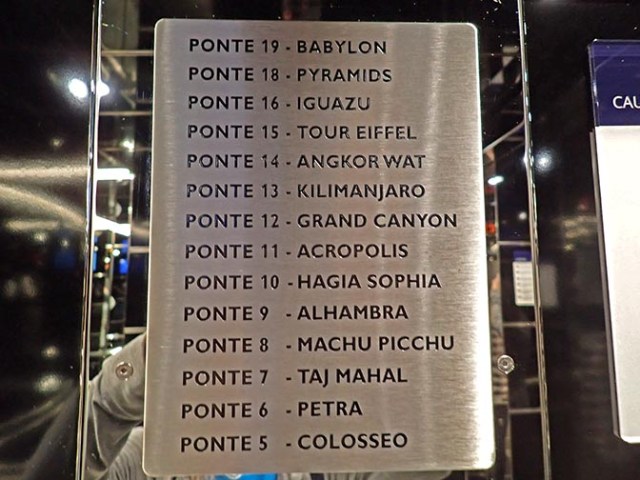 PONTE 19 - BABYLON
PONTE 18 - PYRAMIDS
PONTE 16 - IGUAZU
PONTE 15 - TOUR EIFFEL
PONTE 14 - ANGKOR WAT
PONTE 13 - KILIMANJARO
PONTE 12 - GRAND CANYON
PONTE 11 - ACROPOLIS
PONTE 10 - HAGIA SOPHIA
PONTE 9 - ALHAMBRA
PONTE 8 - MACHU PICCHU
PONTE 7 - TAJ MAHAL
PONTE 6 - PETRA
PONTE 5 - COLOSSEO